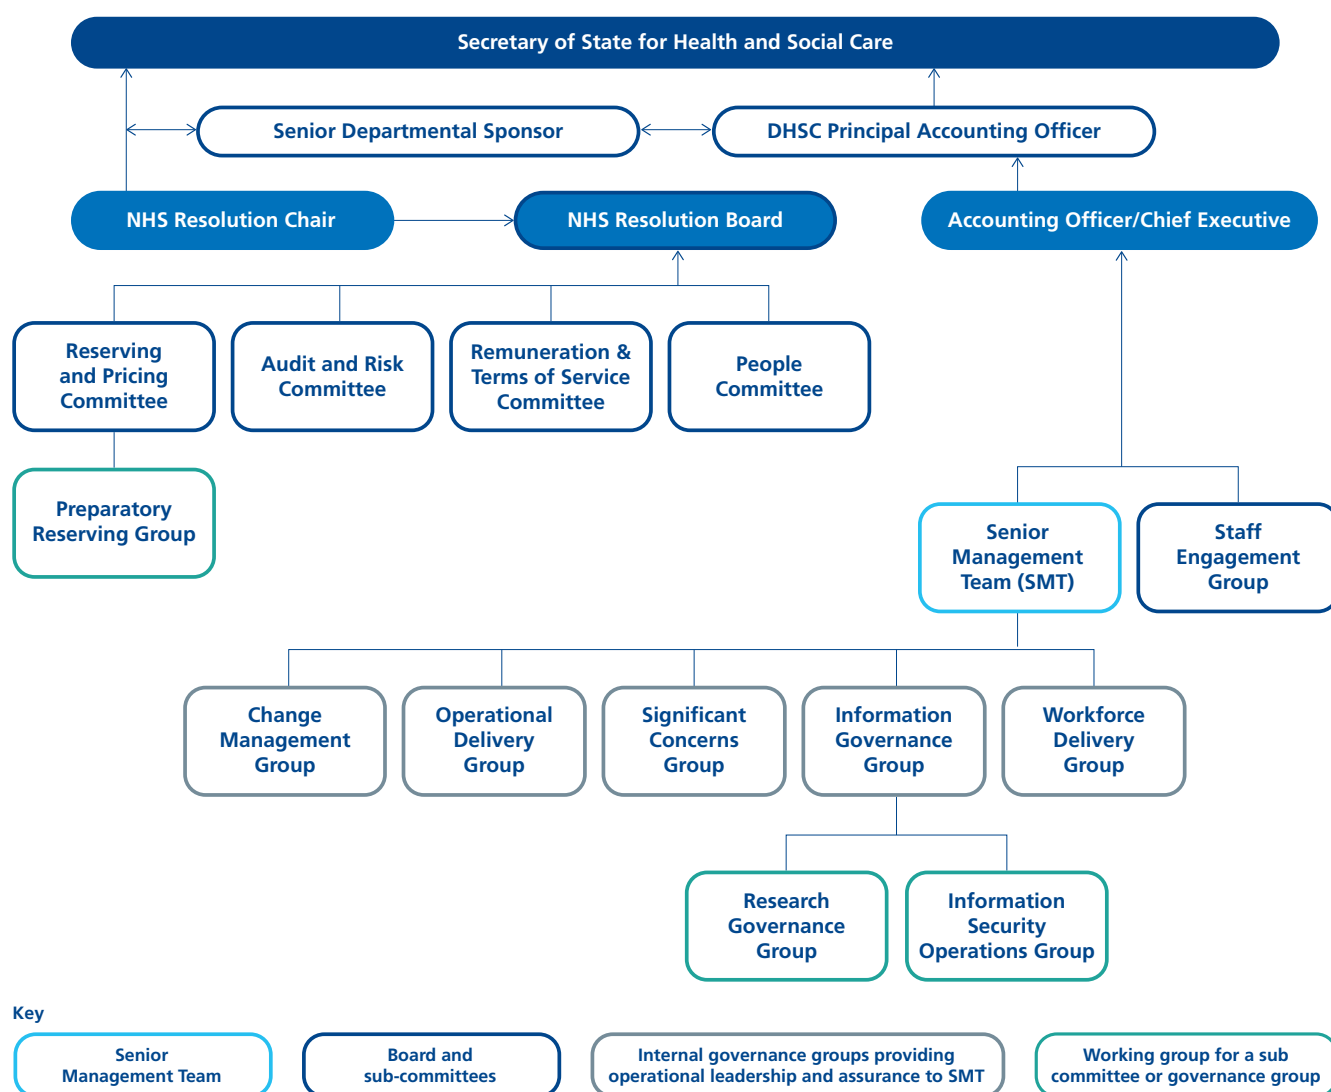 Secretary of State for Health and Social Care
Senior Departmental Sponsor
DHSC Principal Accounting Officer
NHS Resolution Chair
NHS Resolution Board
Accounting Officer/Chief Executive
Reserving
and Pricing
Committee
Audit and Risk
Committee
Remuneration &
Terms of Service
Committee
People
Committee
Preparatory
Reserving Group
Senior
Management
Team (SMT)
Staff
Engagement
Group
Change
Management
Group
Operational
Delivery
Group
Significant
Concerns
Group
Information
Governance
Group
Workforce
Delivery
Group
Research
Governance
Group
Information
Security
Operations Group
Key
Senior
Management Team
Board and
sub-committees
Internal governance groups providing
operational leadership and assurance to SMT
Working group for a sub
committee or governance group